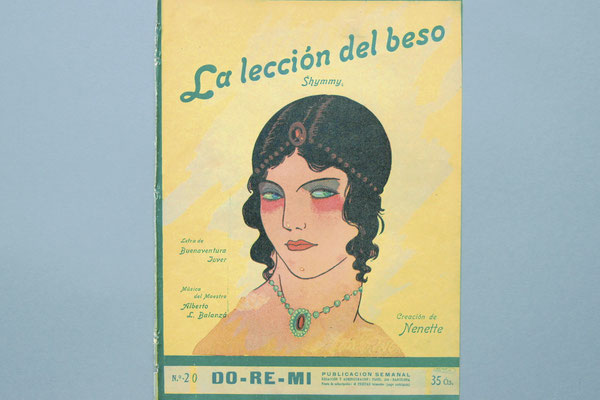 La lección del beso
Shymmy.
Letra de
Buenaventura
Jover
Música
del Maestro
Alberto
L. Balanzá
Creación de
Nenette
N.º-20
DO-RE-MI
PUBLICACION SEMANAL
35 Cts.